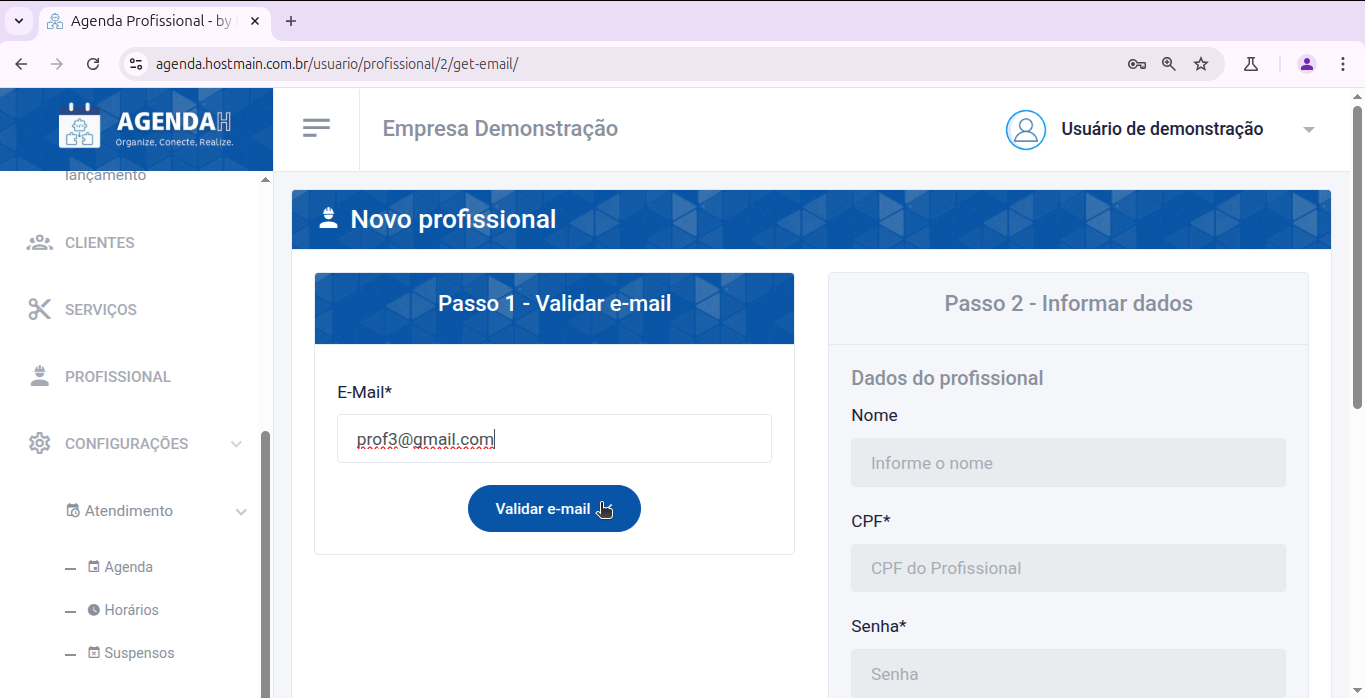 Agenda Profissional - by
agenda.hostmain.com.br/usuario/profissional/2/get-email/
AGENDAH
Organize, Conecte, Realize.
Empresa Demonstração
Usuário de demonstração
lançamento
CLIENTES
SERVIÇOS
PROFISSIONAL
CONFIGURAÇÕES
Atendimento
Agenda
Horários
Suspensos
Novo profissional
Passo 1 - Validar e-mail
E-Mail*
prof3@gmail.com
Validar e-mail
Passo 2 - Informar dados
Dados do profissional
Nome
Informe o nome
CPF*
CPF do Profissional
Senha*
Senha